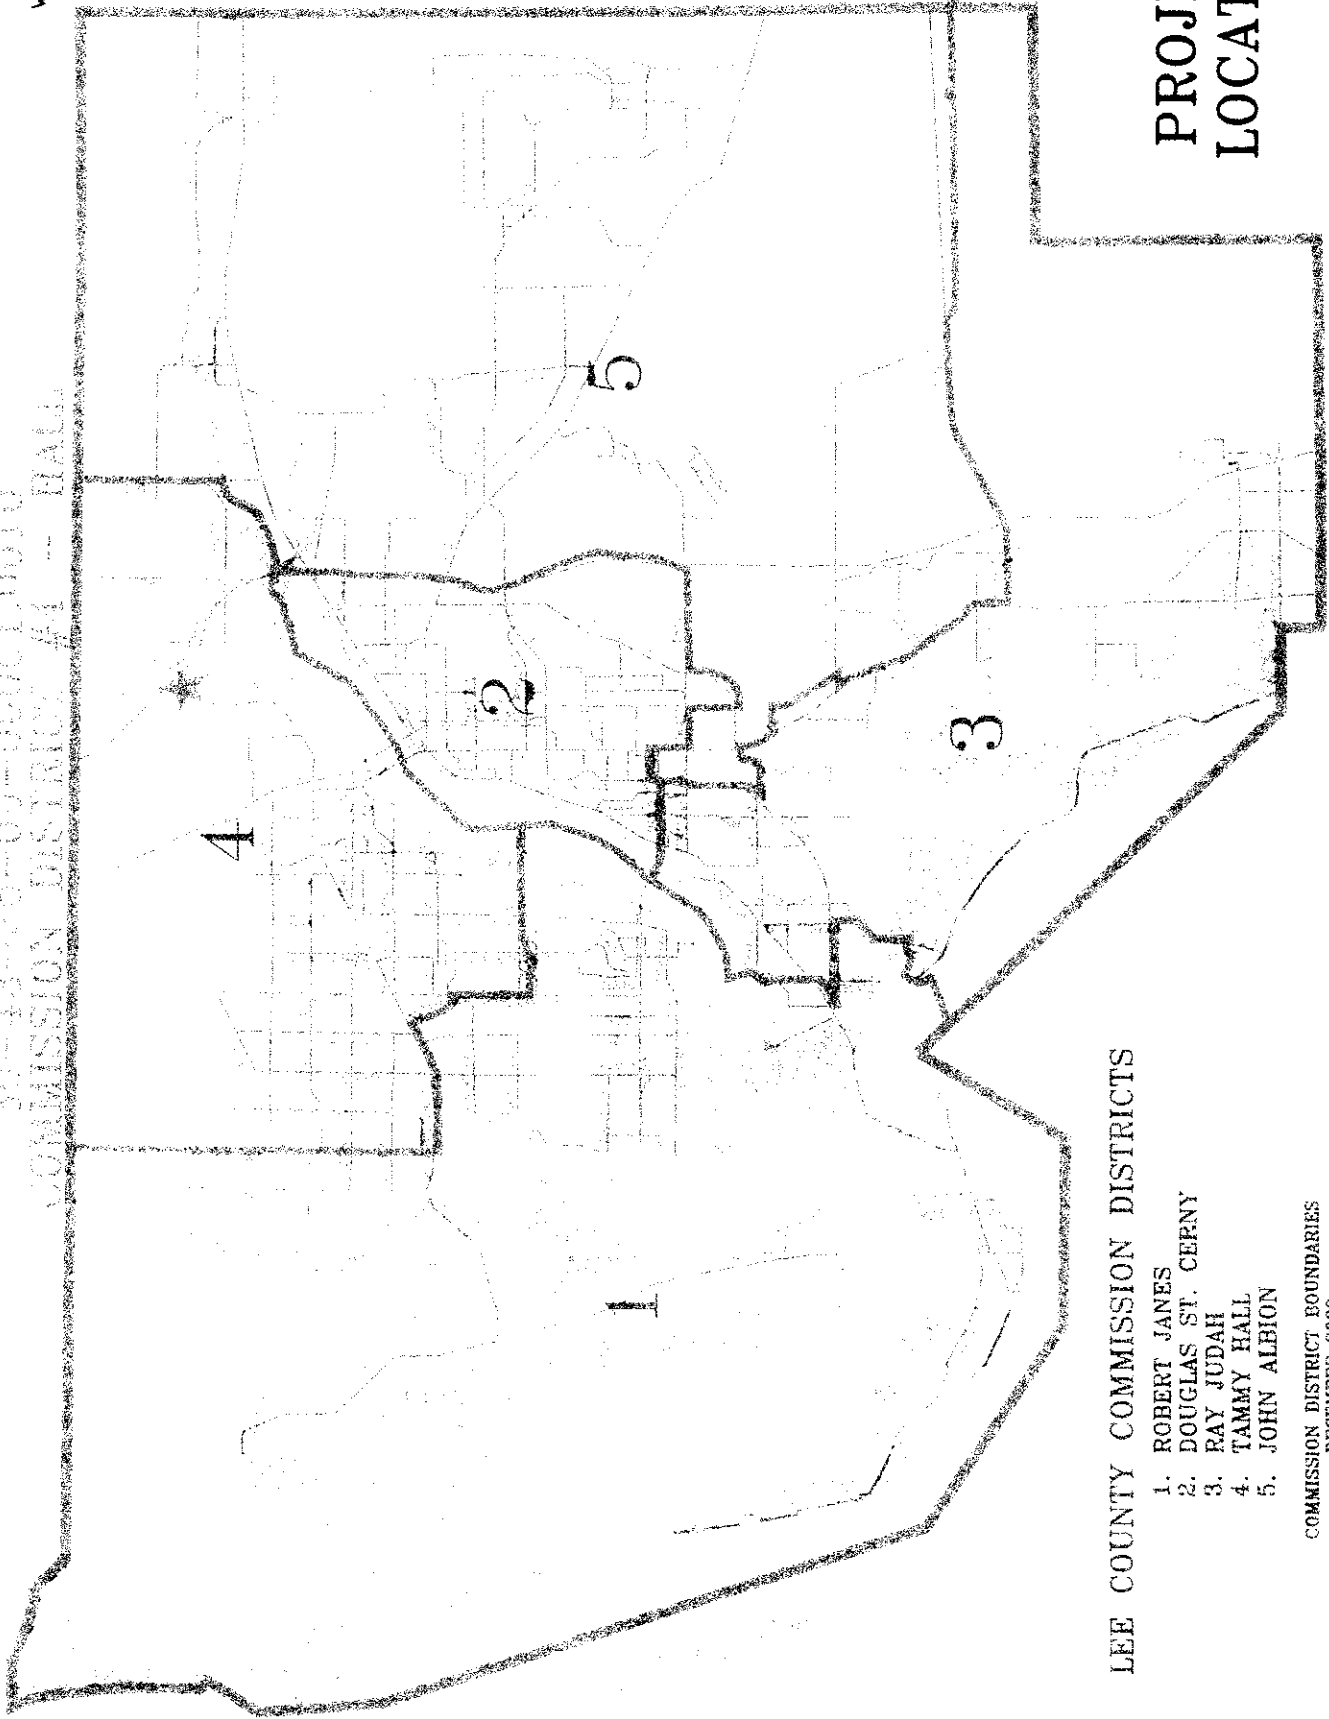 COMMISSION DISTRICT #4 -- HALL
4
5
2
3
1
LEE COUNTY COMMISSION DISTRICTS
1. ROBERT JANES
2. DOUGLAS ST. CERNY
3. RAY JUDAH
4. TAMMY HALL
5. JOHN ALBION
COMMISSION DISTRICT BOUNDARIES
PROJ
LOCAT